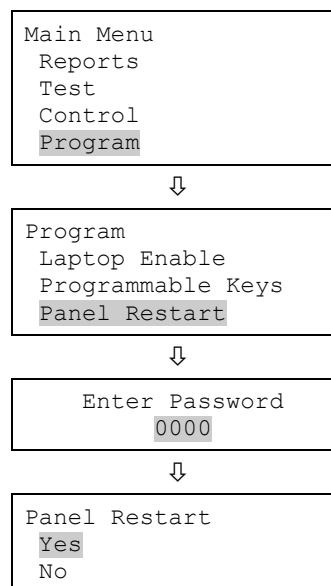 Main Menu
Reports
Test
Control
Program
⇩
Program
Laptop Enable
Programmable Keys
Panel Restart
⇩
Enter Password
0000
⇩
Panel Restart
Yes
No